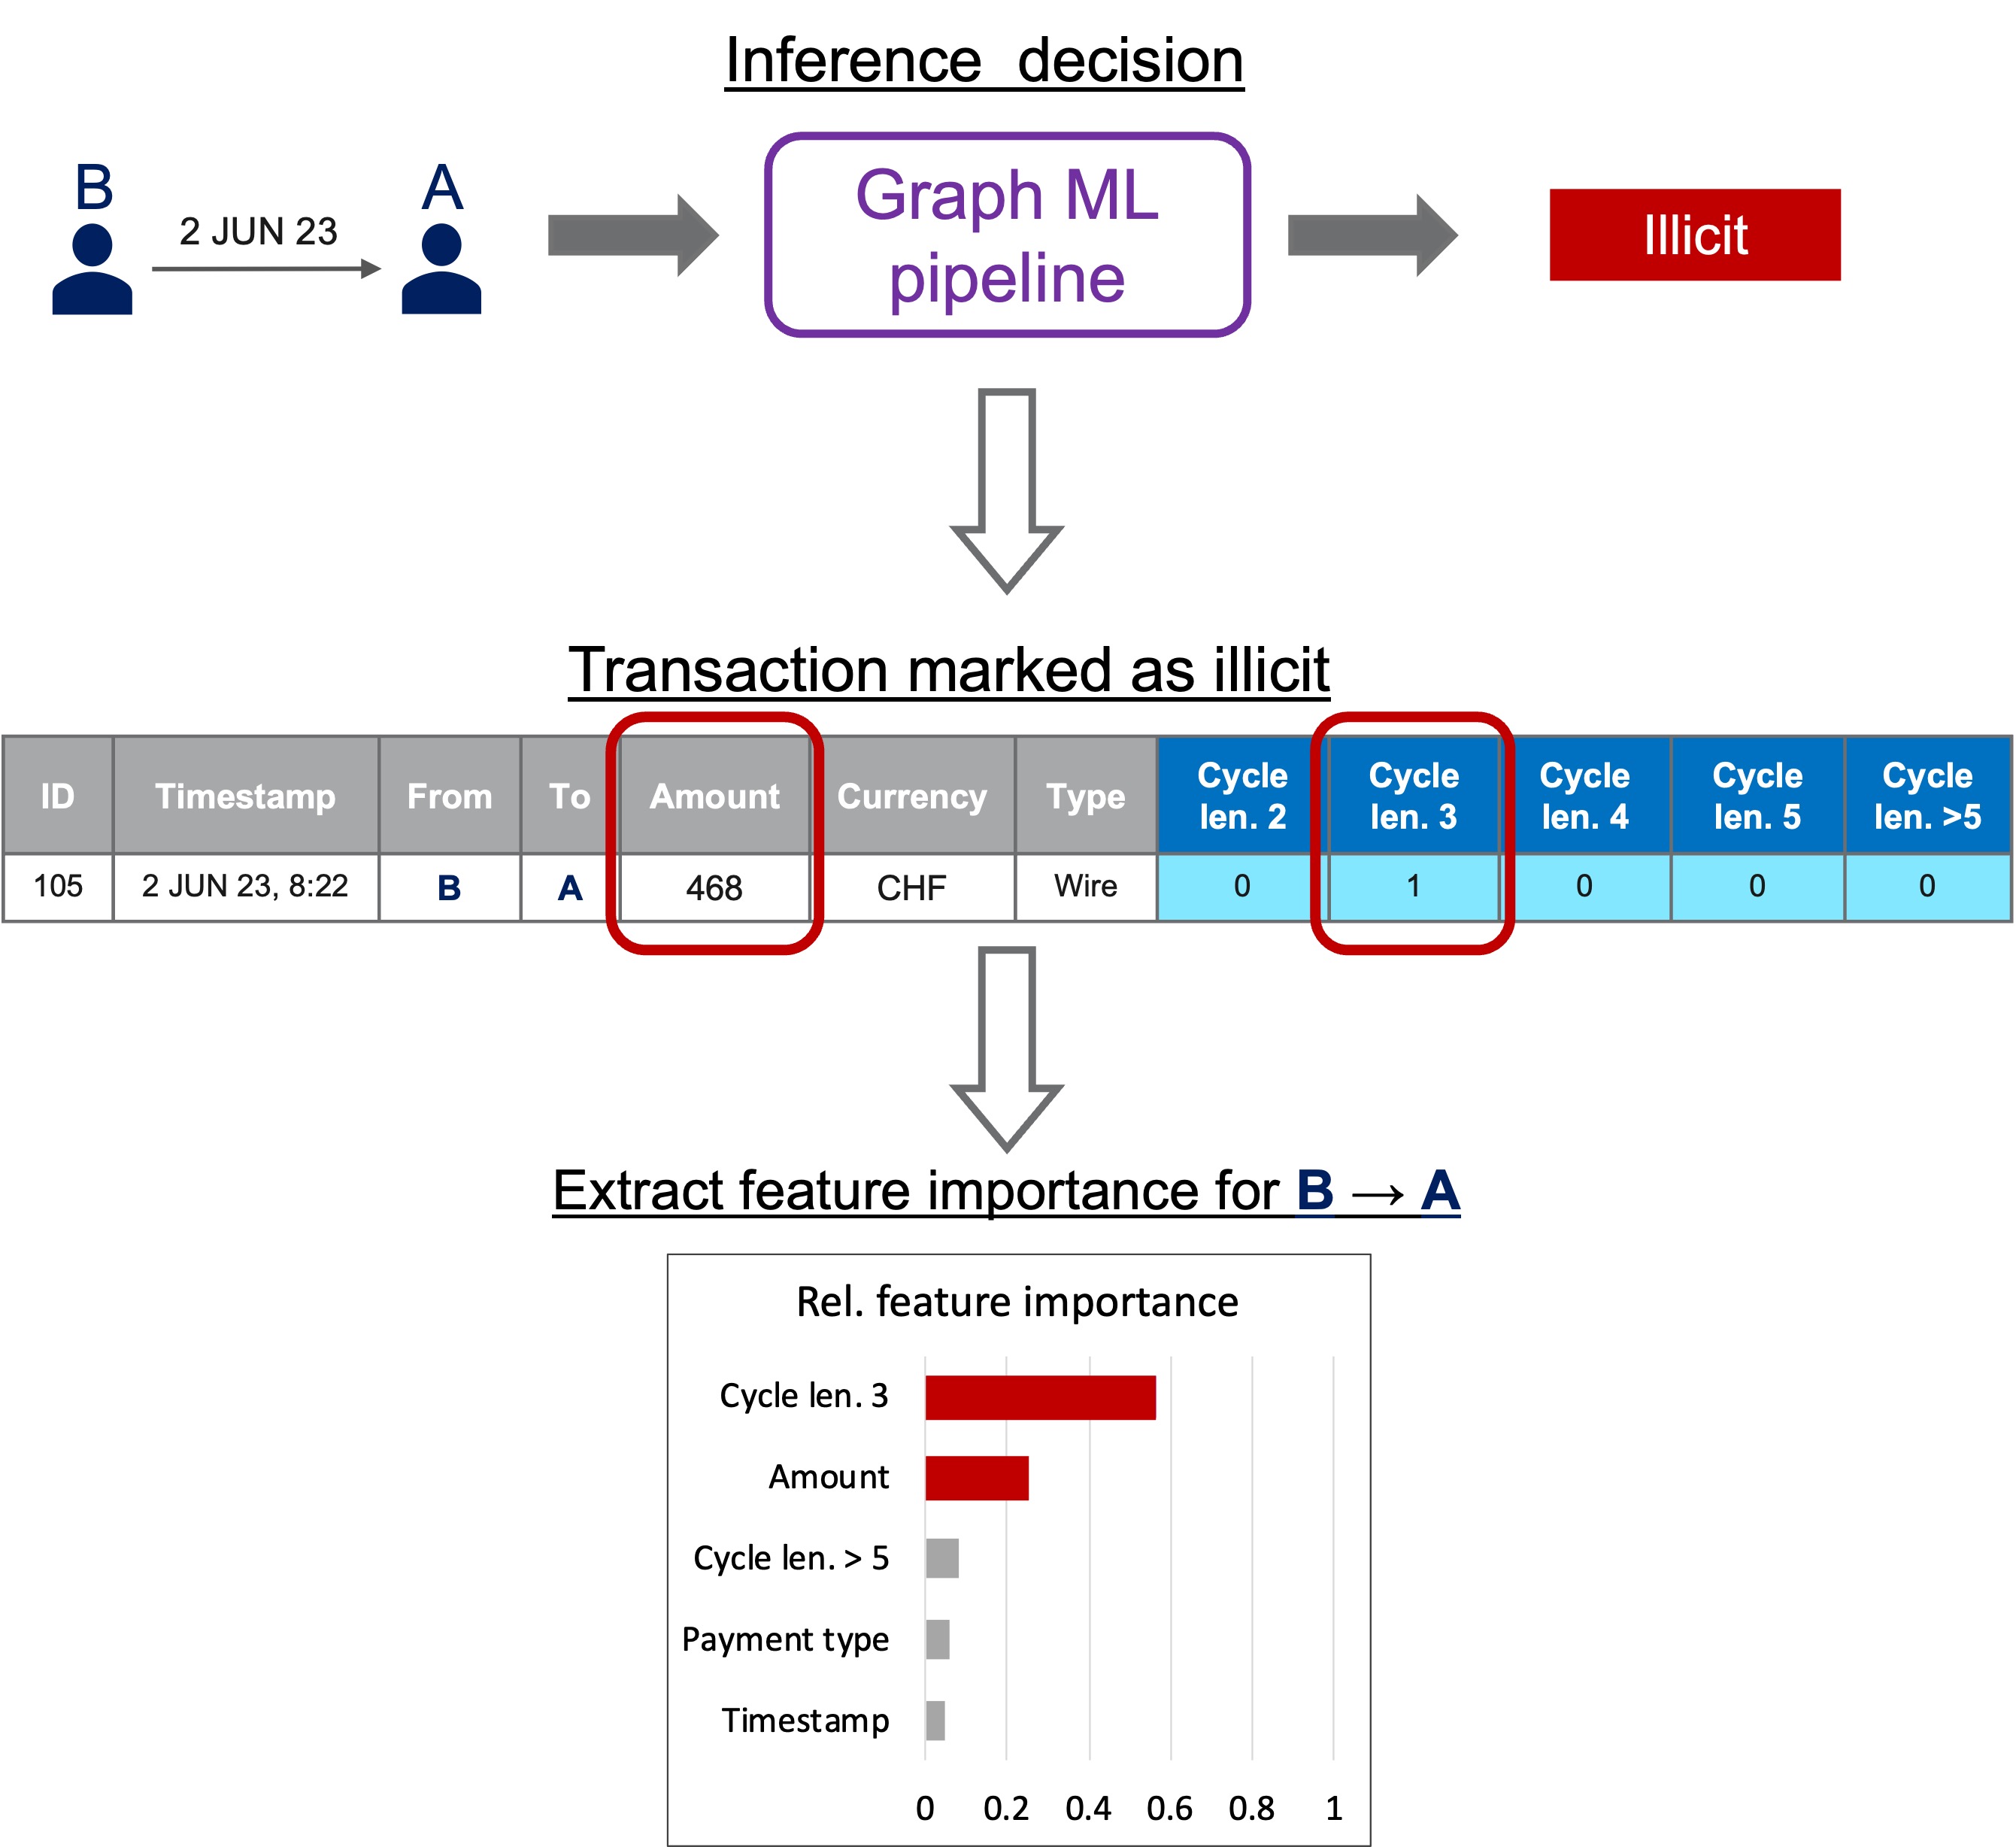 Inference decision
B
A
2 JUN 23
Graph ML
pipeline
Illicit
Transaction marked as illicit
ID Timestamp From To Amount Currency Type Cycle len. 2 Cycle len. 3 Cycle len. 4 Cycle len. 5 Cycle len. >5
105 2 JUN 23, 8:22 B A 468 CHF Wire 0 1 0 0 0
Extract feature importance for B → A
Rel. feature importance
Cycle len. 3
Amount
Cycle len. > 5
Payment type
Timestamp
0 0.2 0.4 0.6 0.8 1